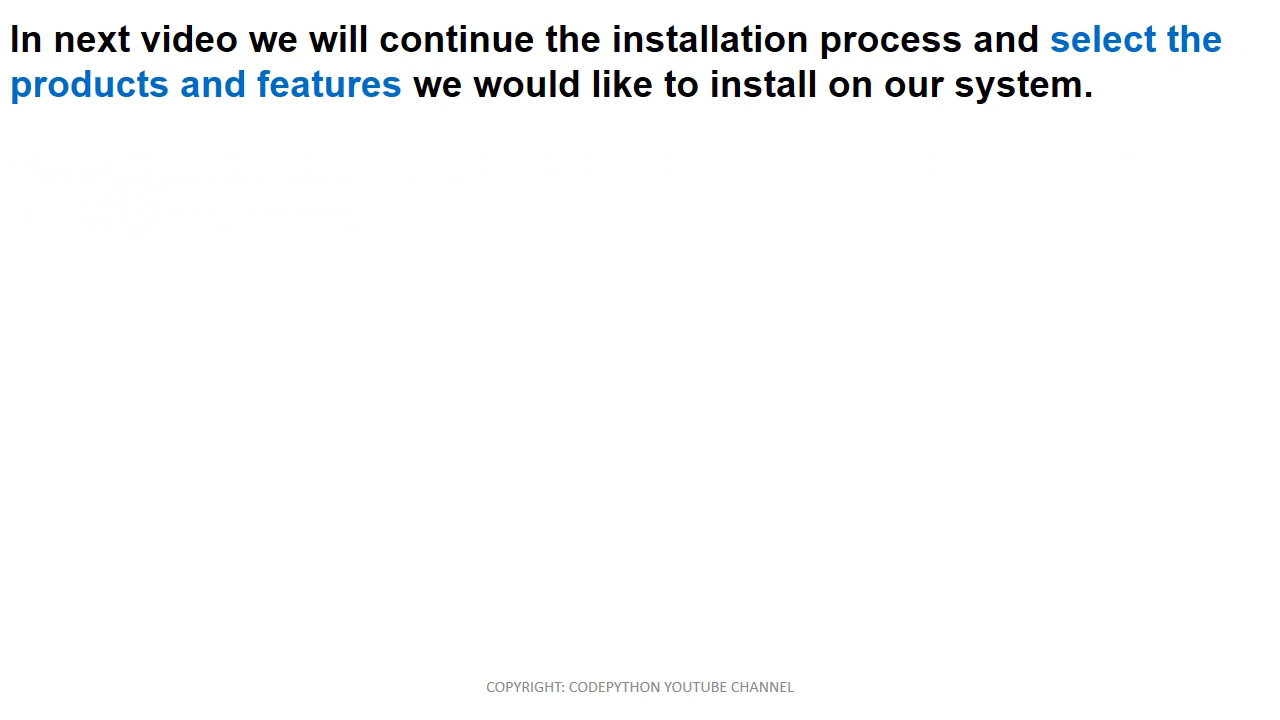 In next video we will continue the installation process and select the
products and features we would like to install on our system.
COPYRIGHT: CODEPYTHON YOUTUBE CHANNEL